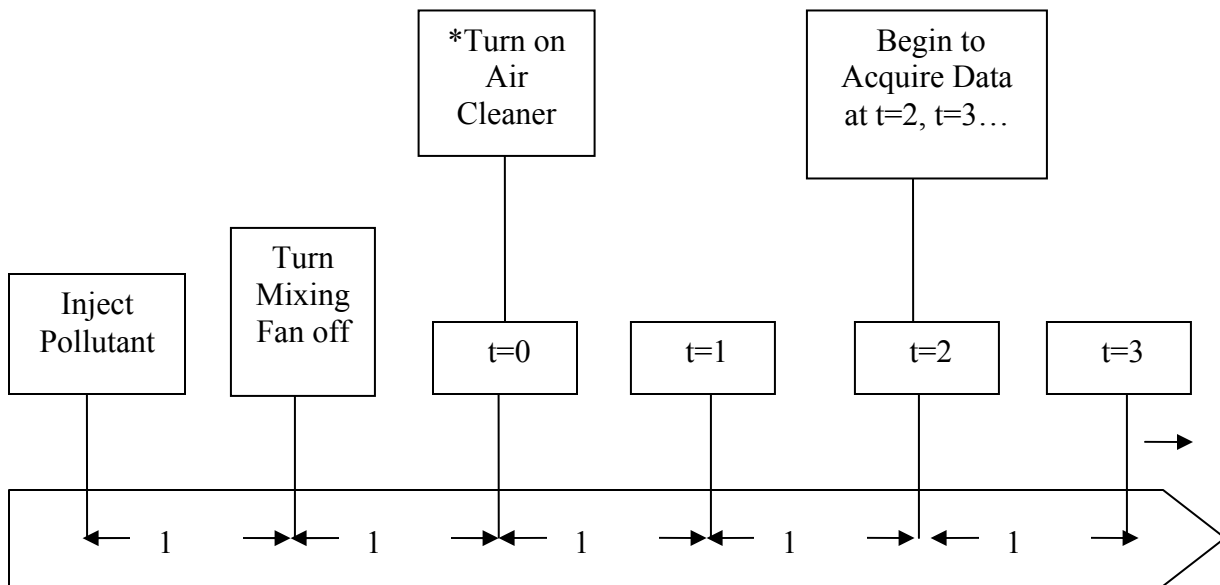 *Turn on
Air
Cleaner
Begin to
Acquire Data
at t=2, t=3…
Turn
Mixing
Fan off
Inject
Pollutant
t=0
t=1
t=2
t=3
1
1
1
1
1